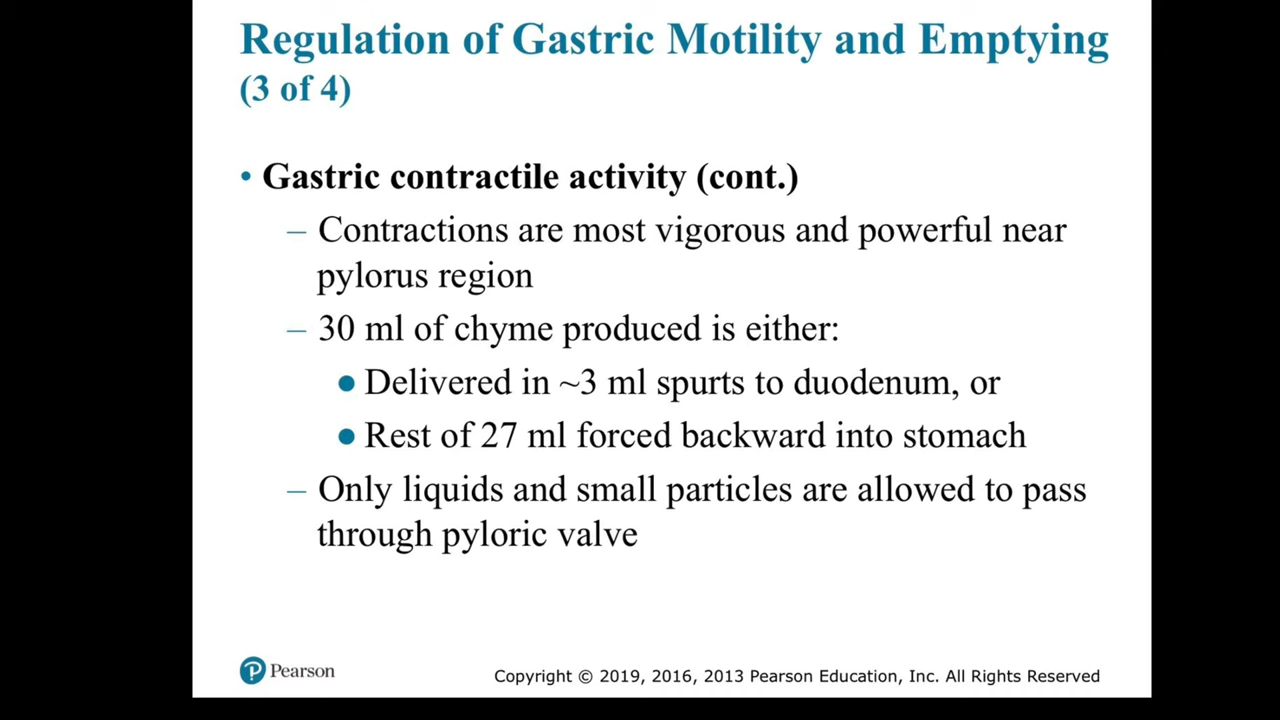 Regulation of Gastric Motility and Emptying
(3 of 4)
• Gastric contractile activity (cont.)
– Contractions are most vigorous and powerful near
pylorus region
– 30 ml of chyme produced is either:
● Delivered in ~3 ml spurts to duodenum, or
● Rest of 27 ml forced backward into stomach
– Only liquids and small particles are allowed to pass
through pyloric valve
P Pearson
Copyright © 2019, 2016, 2013 Pearson Education, Inc. All Rights Reserved